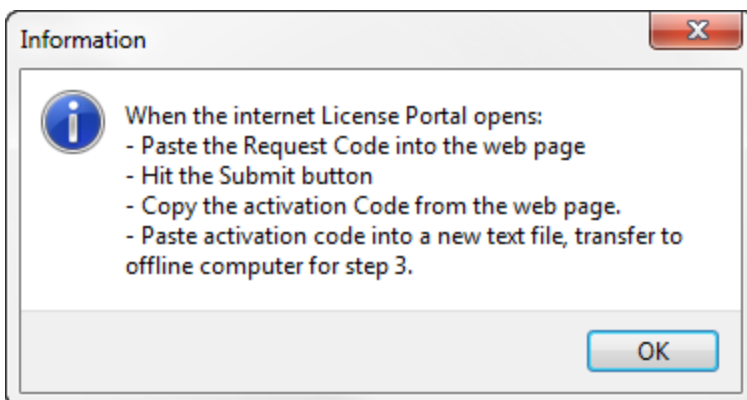 Information
When the internet License Portal opens:
- Paste the Request Code into the web page
- Hit the Submit button
- Copy the activation Code from the web page.
- Paste activation code into a new text file, transfer to
offline computer for step 3.
OK